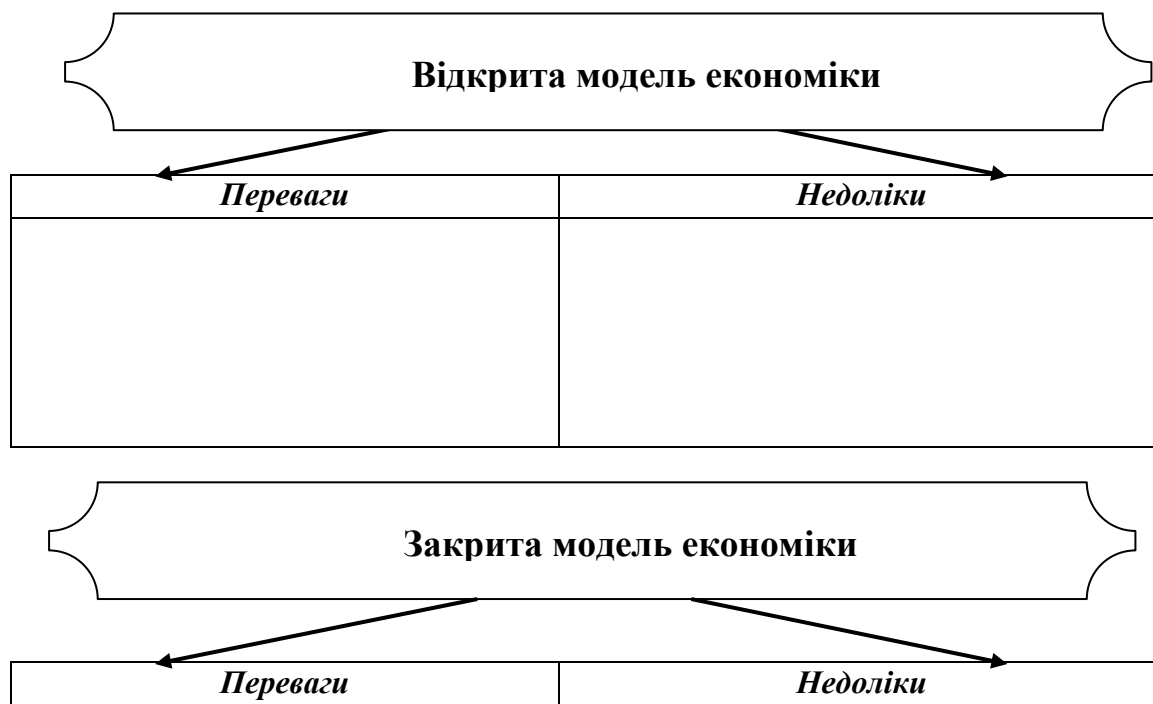 Відкрита модель економіки
Переваги Недоліки
Закрита модель економіки
Переваги Недоліки